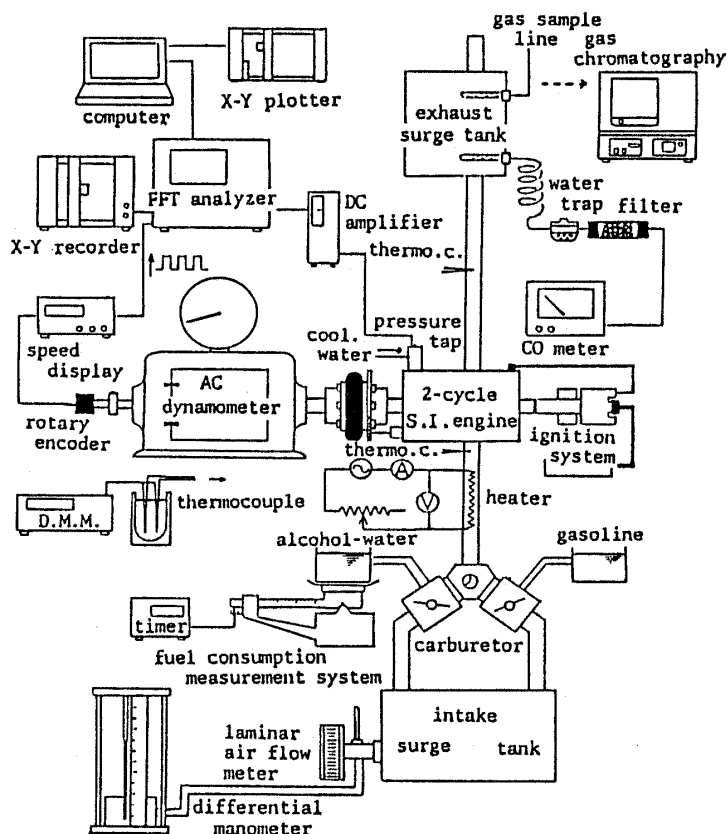 gas sample
line
gas
chromatography
X-Y plotter
computer
exhaust
surge tank
FFT analyzer
DC
amplifier
water
trap
filter
X-Y recorder
thermo.c.
pressure
tap
cool.
water
CO meter
speed
display
AC
dynamometer
2-cycle
S.I.engine
rotary
encoder
ignition
system
thermo.c.
A
V
heater
thermocouple
D.M.M.
alcohol-water
gasoline
timer
carburetor
fuel consumption
measurement system
intake
surge tank
laminar
air flow
meter
differential
manometer